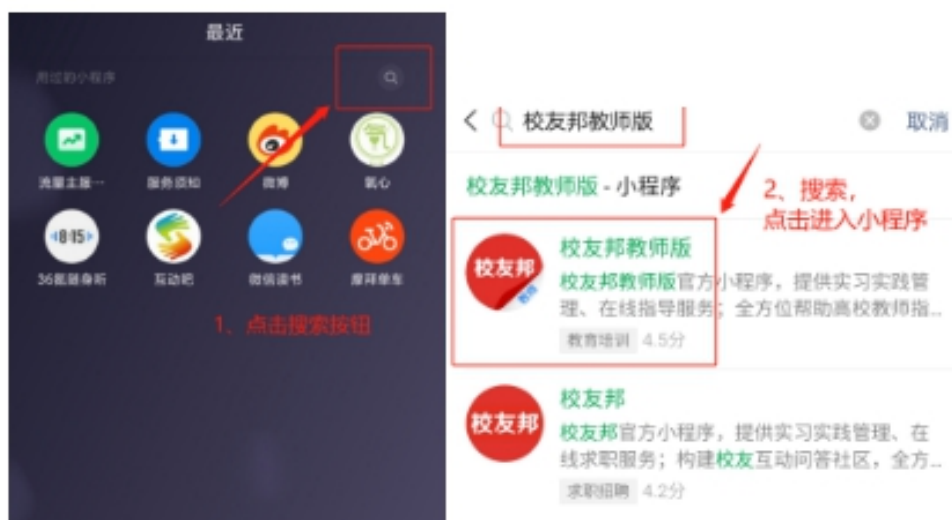 最近
用过的小程序
流量主服…
服务须知
微博
氧心
8:15
36氪随身听
互动吧
微信读书
摩拜单车
1、点击搜索按钮
校友邦教师版
取消
校友邦教师版 - 小程序
2、搜索，
点击进入小程序
校友邦
教师
校友邦教师版
校友邦教师版官方小程序，提供实习实践管
理、在线指导服务；全方位帮助高校教师指...
教育培训 4.5分
校友邦
校友邦
校友邦官方小程序，提供实习实践管理、在
线求职服务；构建校友互动问答社区，全方...
求职招聘 4.2分